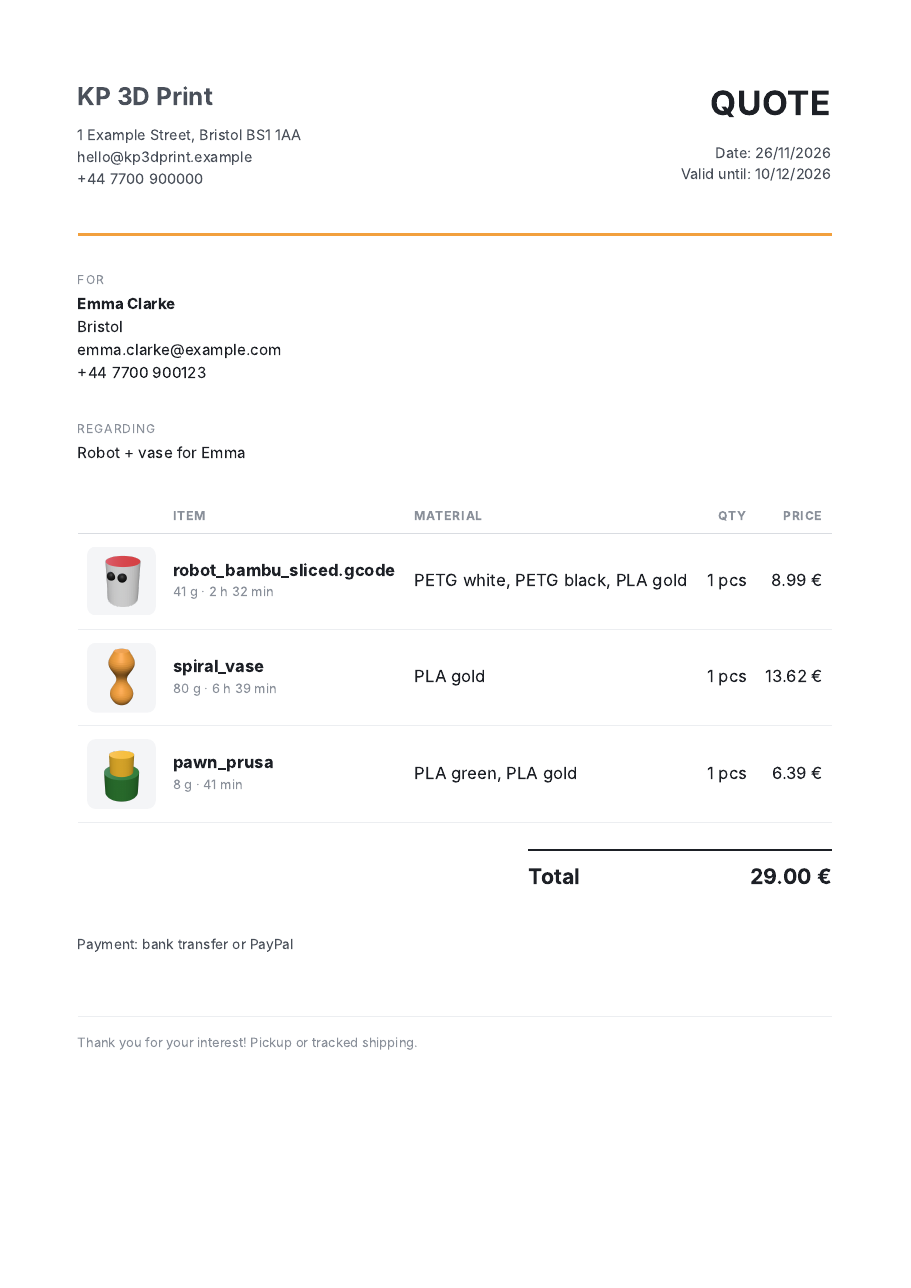 KP 3D Print
1 Example Street, Bristol BS1 1AA
hello@kp3dprint.example
+44 7700 900000
QUOTE
Date: 26/11/2026
Valid until: 10/12/2026
FOR
Emma Clarke
Bristol
emma.clarke@example.com
+44 7700 900123
REGARDING
Robot + vase for Emma
ITEM MATERIAL QTY PRICE
robot_bambu_sliced.gcode PETG white, PETG black, PLA gold 1 pcs 8.99 €
41 g · 2 h 32 min
spiral_vase PLA gold 1 pcs 13.62 €
80 g · 6 h 39 min
pawn_prusa PLA green, PLA gold 1 pcs 6.39 €
8 g · 41 min
Total 29.00 €
Payment: bank transfer or PayPal
Thank you for your interest! Pickup or tracked shipping.